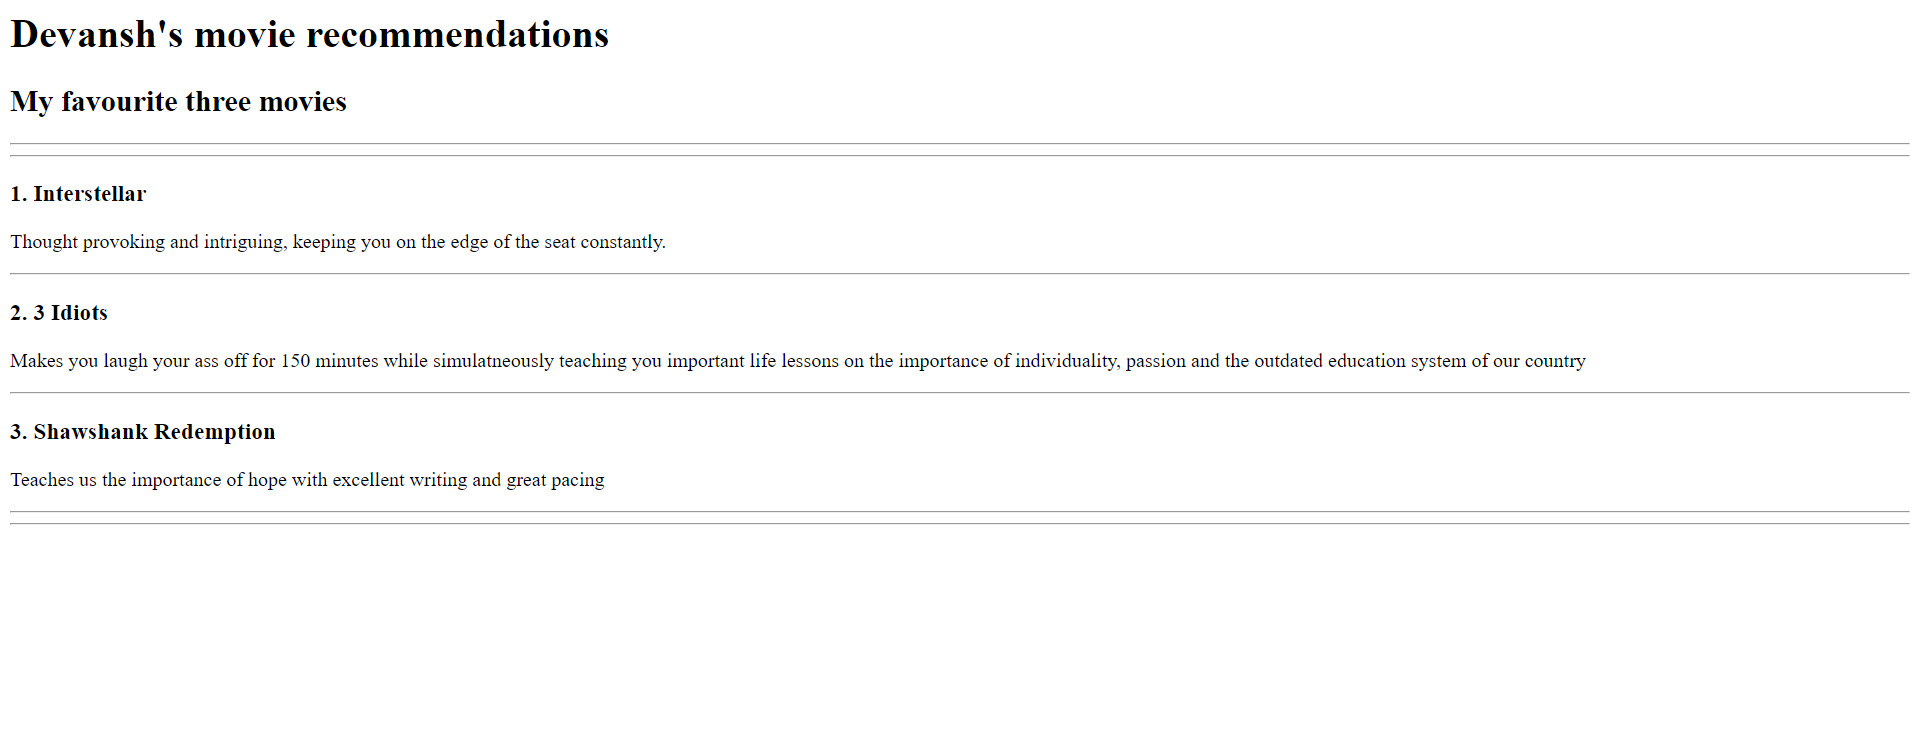 Devansh's movie recommendations
My favourite three movies
1. Interstellar
Thought provoking and intriguing, keeping you on the edge of the seat constantly.
2. 3 Idiots
Makes you laugh your ass off for 150 minutes while simulatneously teaching you important life lessons on the importance of individuality, passion and the outdated education system of our country
3. Shawshank Redemption
Teaches us the importance of hope with excellent writing and great pacing